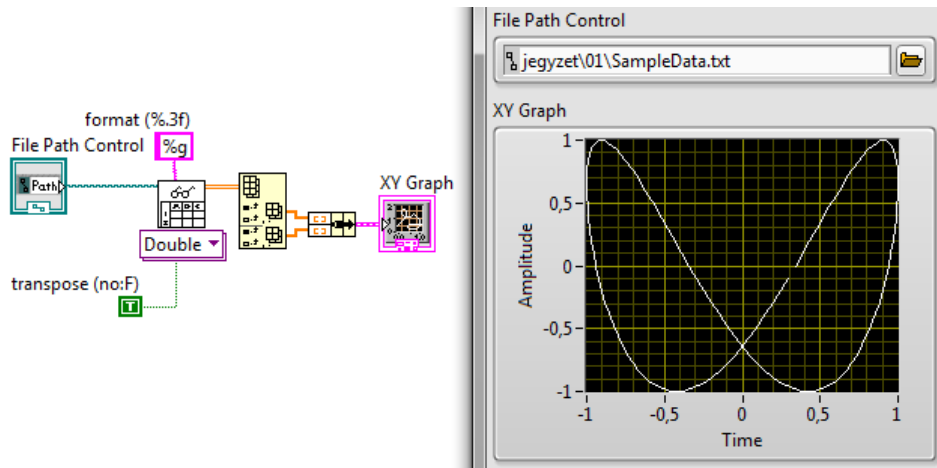 format (%.3f)
File Path Control
%g
Path
XY Graph
Double
transpose (no:F)
T
File Path Control
jegyzet\01\SampleData.txt
XY Graph
Amplitude
1
0,5
0
-0,5
-1
-1
-0,5
0
0,5
1
Time